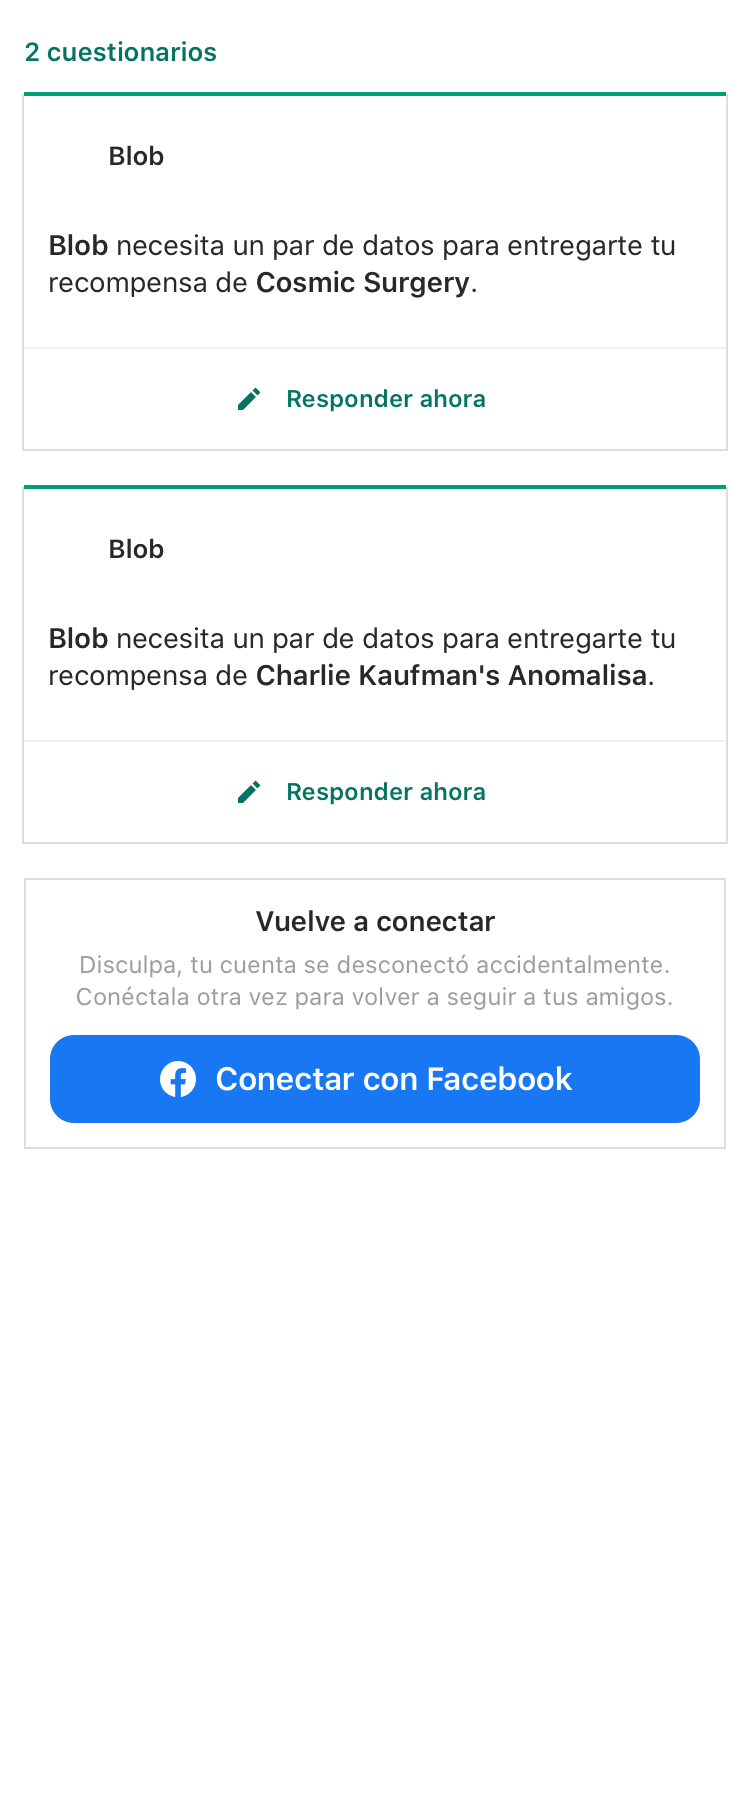 2 cuestionarios
Blob
Blob necesita un par de datos para entregarte tu
recompensa de Cosmic Surgery.
Responder ahora
Blob
Blob necesita un par de datos para entregarte tu
recompensa de Charlie Kaufman's Anomalisa.
Responder ahora
Vuelve a conectar
Disculpa, tu cuenta se desconectó accidentalmente.
Conéctala otra vez para volver a seguir a tus amigos.
Conectar con Facebook